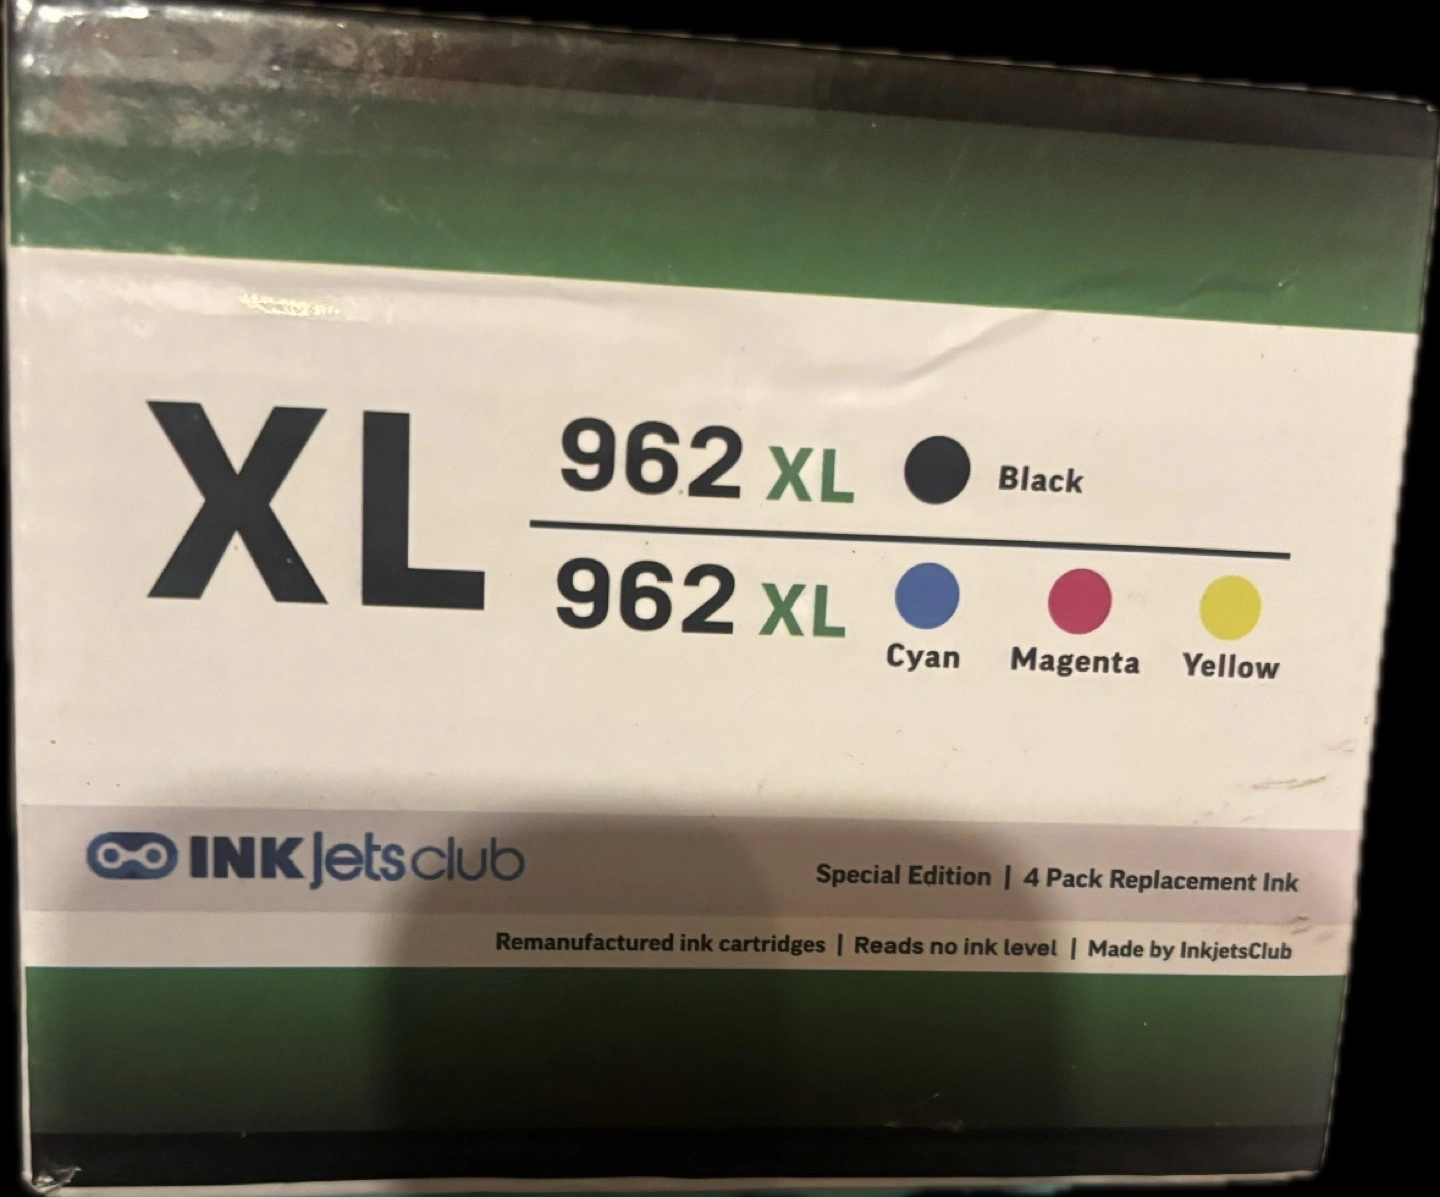 XL
962 XL Black
962 XL
Cyan Magenta Yellow
INKjetsclub
Special Edition | 4 Pack Replacement Ink
Remanufactured ink cartridges | Reads no ink level | Made by InkjetsClub